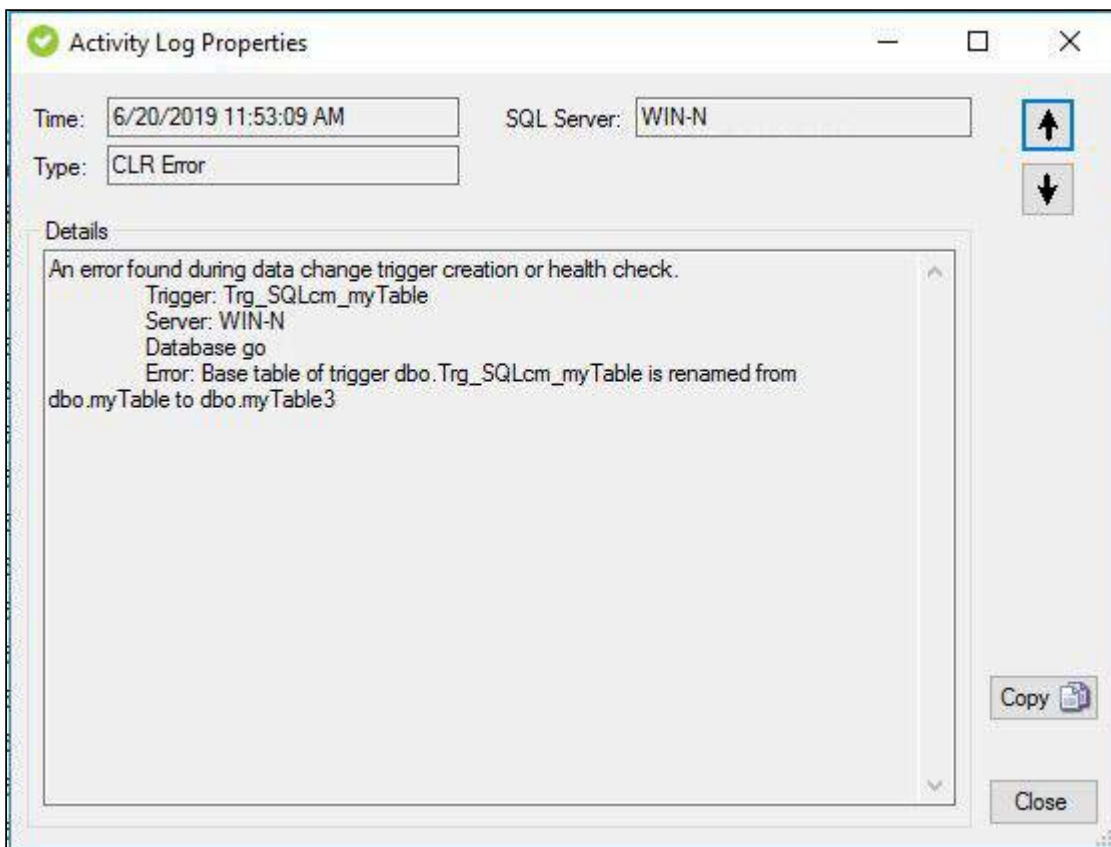 Activity Log Properties
Time: 6/20/2019 11:53:09 AM SQL Server: WIN-N
Type: CLR Error
Details
An error found during data change trigger creation or health check.
Trigger: Trg_SQLcm_myTable
Server: WIN-N
Database go
Error: Base table of trigger dbo.Trg_SQLcm_myTable is renamed from
dbo.myTable to dbo.myTable3
Copy
Close